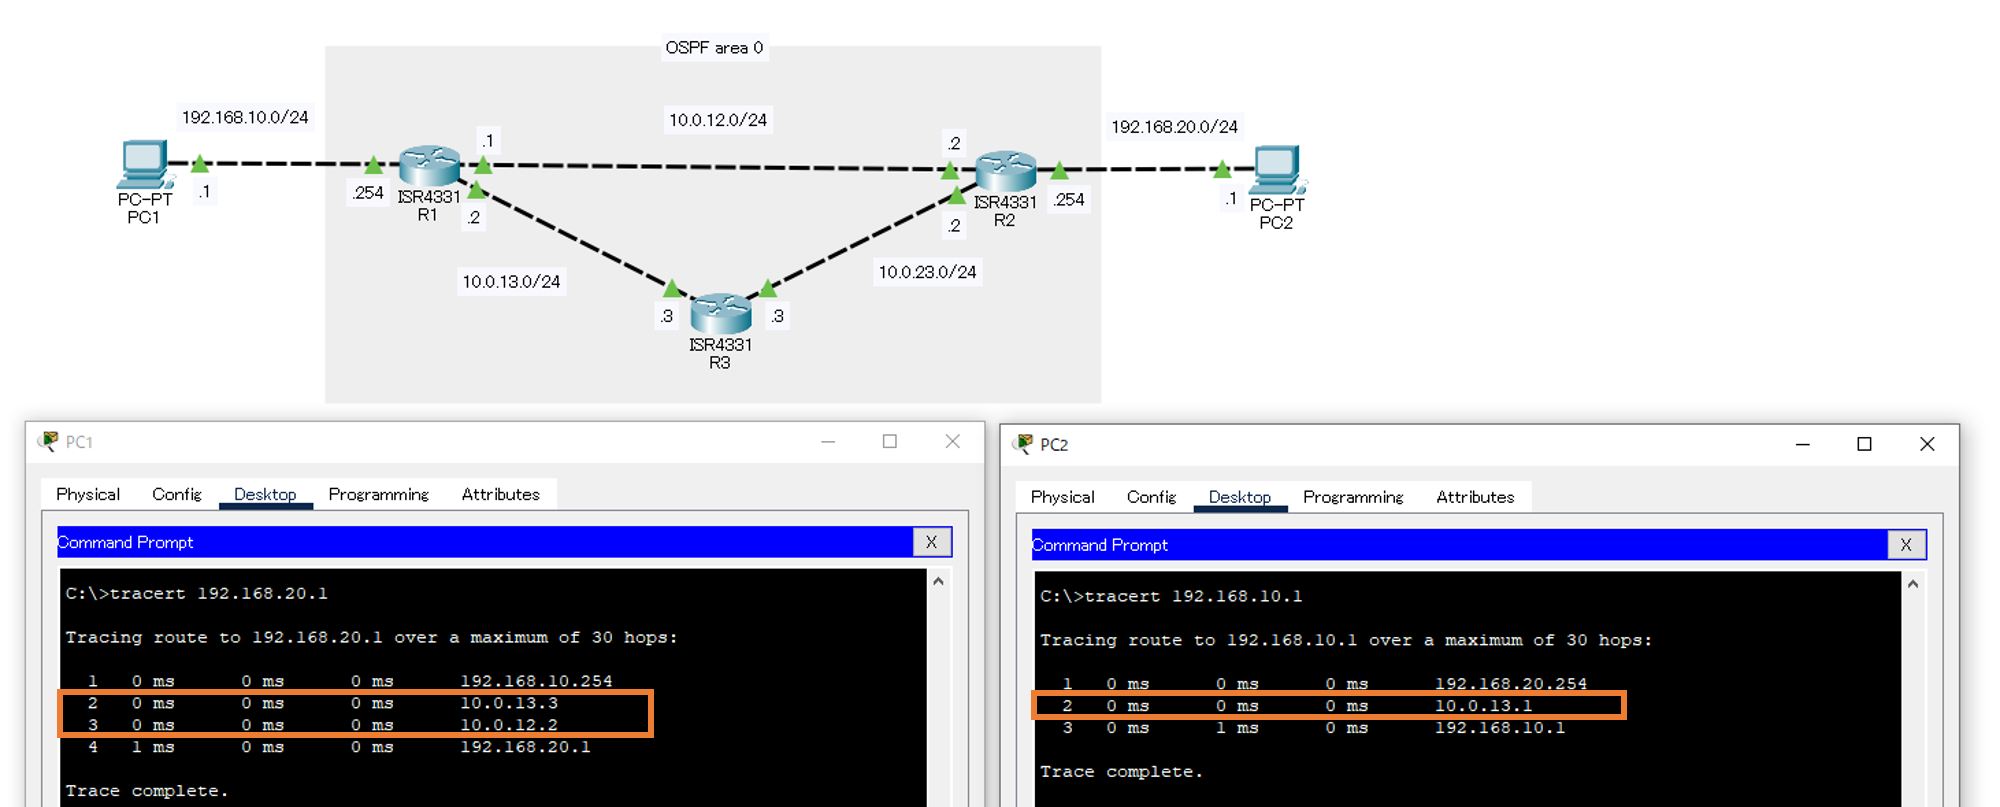 OSPF area 0
192.168.10.0/24
10.0.12.0/24
192.168.20.0/24
.1
.2
.254
.1
.254
.1
PC-PT
PC1
ISR4331
R1
.2
.2
ISR4331
R2
PC-PT
PC2
10.0.13.0/24
10.0.23.0/24
.3
.3
ISR4331
R3
PC1
Physical Config Desktop Programming Attributes
Command Prompt X
C:\>tracert 192.168.20.1
Tracing route to 192.168.20.1 over a maximum of 30 hops:
1 0 ms 0 ms 0 ms 192.168.10.254
2 0 ms 0 ms 0 ms 10.0.13.3
3 0 ms 0 ms 0 ms 10.0.12.2
4 1 ms 0 ms 0 ms 192.168.20.1
Trace complete.
PC2
Physical Config Desktop Programming Attributes
Command Prompt X
C:\>tracert 192.168.10.1
Tracing route to 192.168.10.1 over a maximum of 30 hops:
1 0 ms 0 ms 0 ms 192.168.20.254
2 0 ms 0 ms 0 ms 10.0.13.1
3 0 ms 1 ms 0 ms 192.168.10.1
Trace complete.